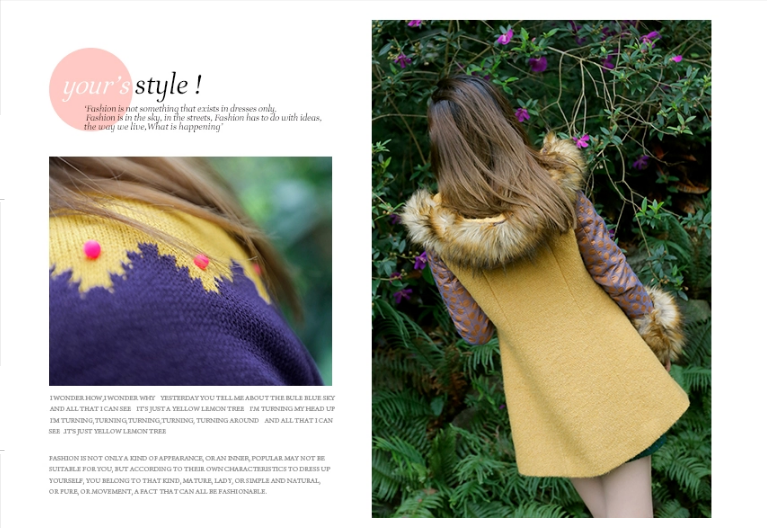 your's style !
'Fashion is not something that exists in dresses only.
Fashion is in the sky, in the streets, Fashion has to do with ideas,
the way we live,What is happening'
I WONDER HOW,I WONDER WHY YESTERDAY YOU TELL ME ABOUT THE BULE BLUE SKY
AND ALL THAT I CAN SEE IT'S JUST A YELLOW LEMON TREE I'M TURNING MY HEAD UP
I'M TURNING,TURNING,TURNING,TURNING, TURNING AROUND AND ALL THAT I CAN
SEE .IT'S JUST YELLOW LEMON TREE
FASHION IS NOT ONLY A KIND OF APPEARANCE, OR AN INNER, POPULAR MAY NOT BE
SUITABLE FOR YOU, BUT ACCORDING TO THEIR OWN CHARACTERISTICS TO DRESS UP
YOURSELF, YOU BELONG TO THAT KIND, MATURE, LADY, OR SIMPLE AND NATURAL,
OR PURE, OR MOVEMENT, A FACT THAT CAN ALL BE FASHIONABLE.